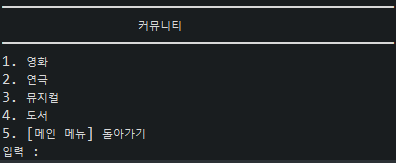 커뮤니티
1. 영화
2. 연극
3. 뮤지컬
4. 도서
5. [메인 메뉴] 돌아가기
입력 :